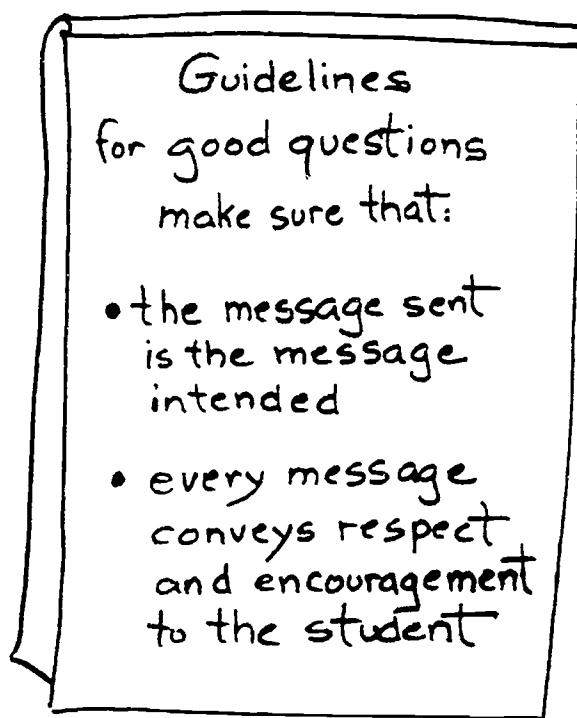 Guidelines
for good questions
make sure that:
• the message sent
is the message
intended
• every message
conveys respect
and encouragement
to the student